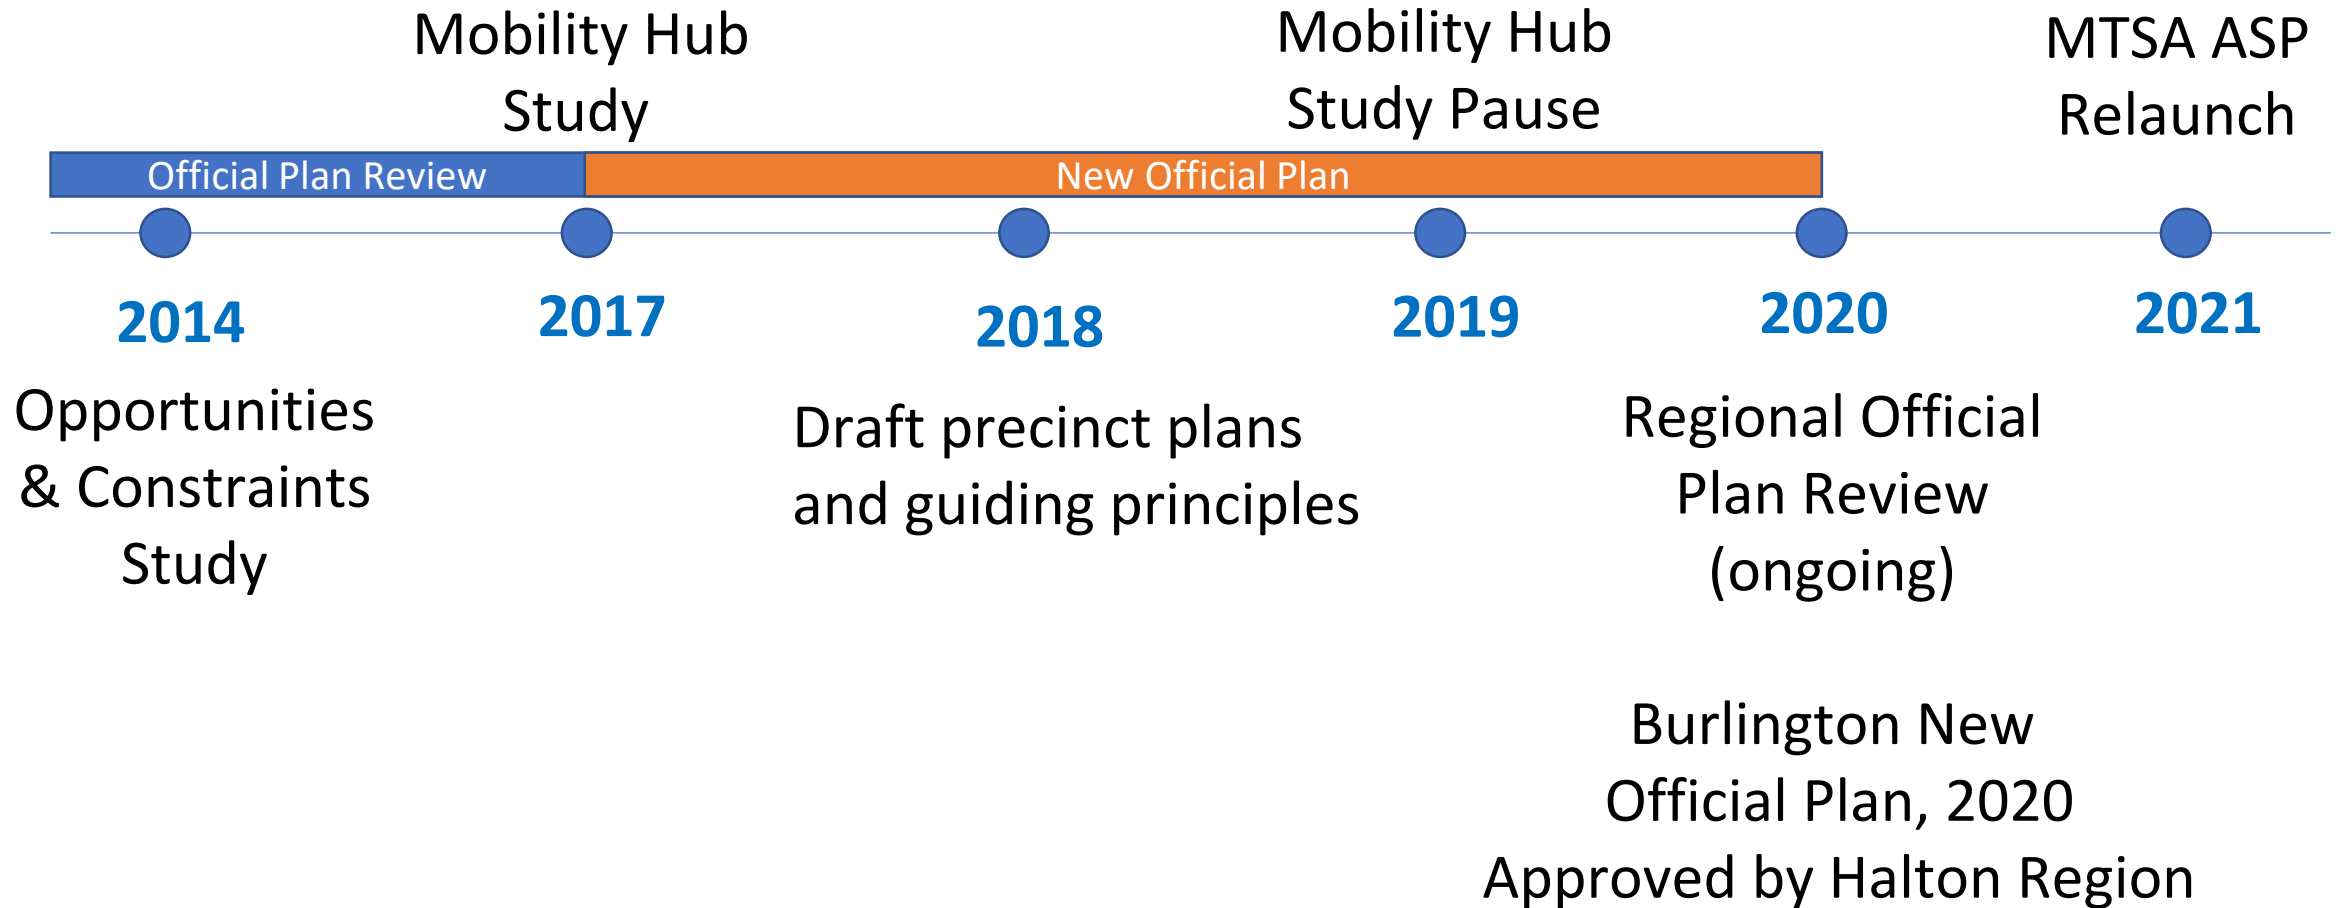 Mobility Hub
Study
Mobility Hub
Study Pause
MTSA ASP
Relaunch
Official Plan Review
New Official Plan
2014
2017
2018
2019
2020
2021
Opportunities
& Constraints
Study
Draft precinct plans
and guiding principles
Regional Official
Plan Review
(ongoing)
Burlington New
Official Plan, 2020
Approved by Halton Region